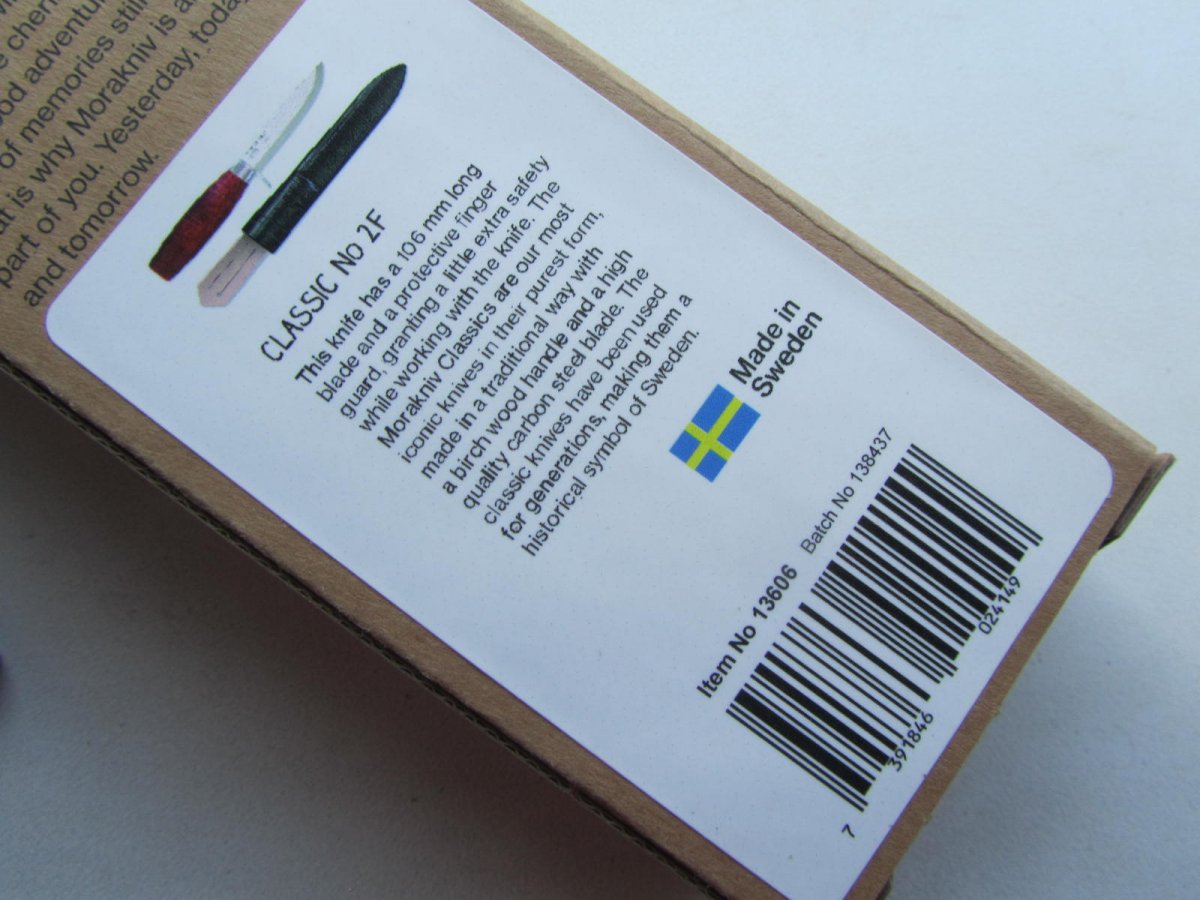 e chem
od adventu
of memories still
at is why Morakniv is a
part of you. Yesterday, today
and tomorrow.
CLASSIC No 2F
This knife has a 106 mm long
blade and a protective finger
guard, granting a little extra safety
while working with the knife. The
Morakniv Classics are our most
iconic knives in their purest form,
made in a traditional way with
a birch wood handle and a high
quality carbon steel blade. The
classic knives have been used
for generations, making them a
historical symbol of Sweden.
Made in
Sweden
Item No 13606 Batch No 138437
7 391846 024149